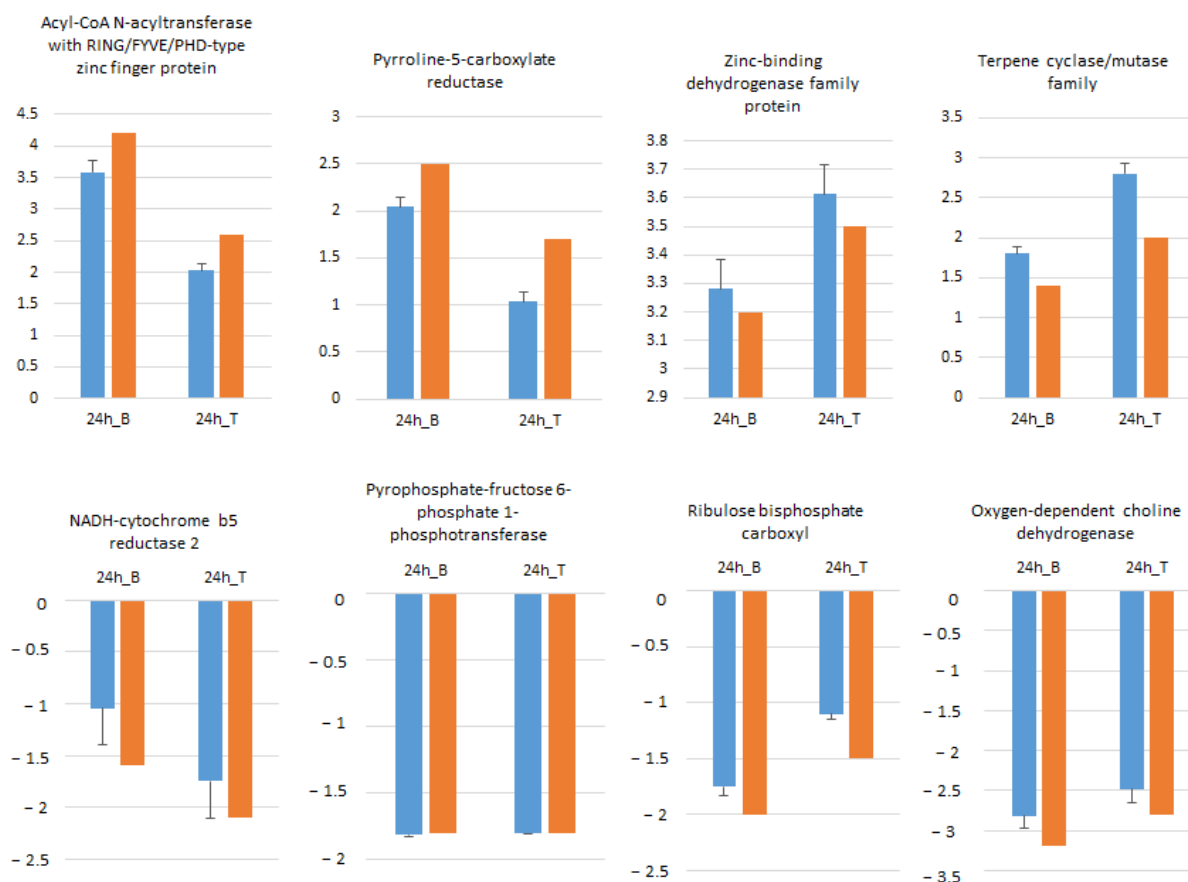 Acyl-CoA N-acyltransferase
with RING/FYVE/PHD-type
zinc finger protein
4.5
4
3.5
3
2.5
2
1.5
1
0.5
0
24h_B
24h_T
Pyrroline-5-carboxylate
reductase
3
2.5
2
1.5
1
0.5
0
24h_B
24h_T
Zinc-binding
dehydrogenase family
protein
3.8
3.7
3.6
3.5
3.4
3.3
3.2
3.1
3
2.9
24h_B
24h_T
Terpene cyclase/mutase
family
3.5
3
2.5
2
1.5
1
0.5
0
24h_B
24h_T
NADH-cytochrome b5
reductase 2
24h_B
24h_T
0
− 0.5
− 1
− 1.5
− 2
− 2.5
Pyrophosphate-fructose 6-
phosphate 1-
phosphotransferase
24h_B
24h_T
0
− 0.5
− 1
− 1.5
− 2
Ribulose bisphosphate
carboxyl
24h_B
24h_T
0
− 0.5
− 1
− 1.5
− 2
− 2.5
Oxygen-dependent choline
dehydrogenase
24h_B
24h_T
0
− 0.5
− 1
− 1.5
− 2
− 2.5
− 3
− 3.5